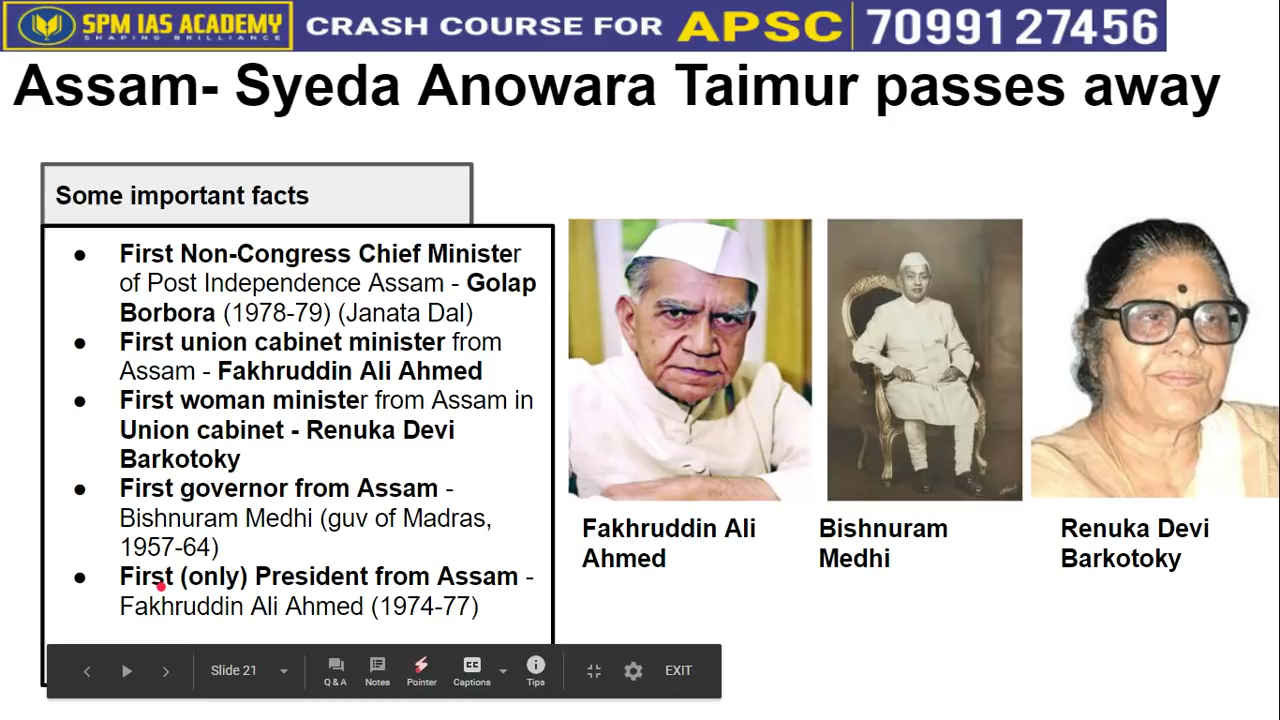 SPM IAS ACADEMY
SHAPING BRILLIANCE
CRASH COURSE FOR APSC 70991 27456
Assam- Syeda Anowara Taimur passes away
Some important facts
● First Non-Congress Chief Minister
of Post Independence Assam - Golap
Borbora (1978-79) (Janata Dal)
● First union cabinet minister from
Assam - Fakhruddin Ali Ahmed
● First woman minister from Assam in
Union cabinet - Renuka Devi
Barkotoky
● First governor from Assam -
Bishnuram Medhi (guv of Madras,
1957-64)
● First (only) President from Assam -
Fakhruddin Ali Ahmed (1974-77)
Fakhruddin Ali
Ahmed
Bishnuram
Medhi
Renuka Devi
Barkotoky
Slide 21
Q & A
Notes
Pointer
CC
Captions
Tips
EXIT